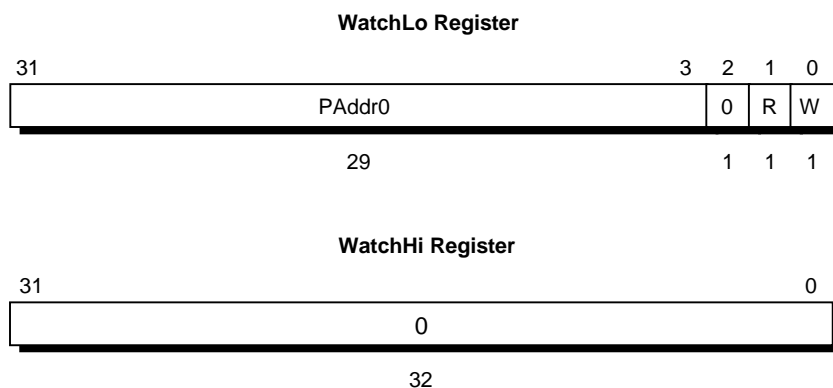 WatchLo Register
31 3 2 1 0
PAddr0 0 R W
29 1 1 1
WatchHi Register
31 0
0
32